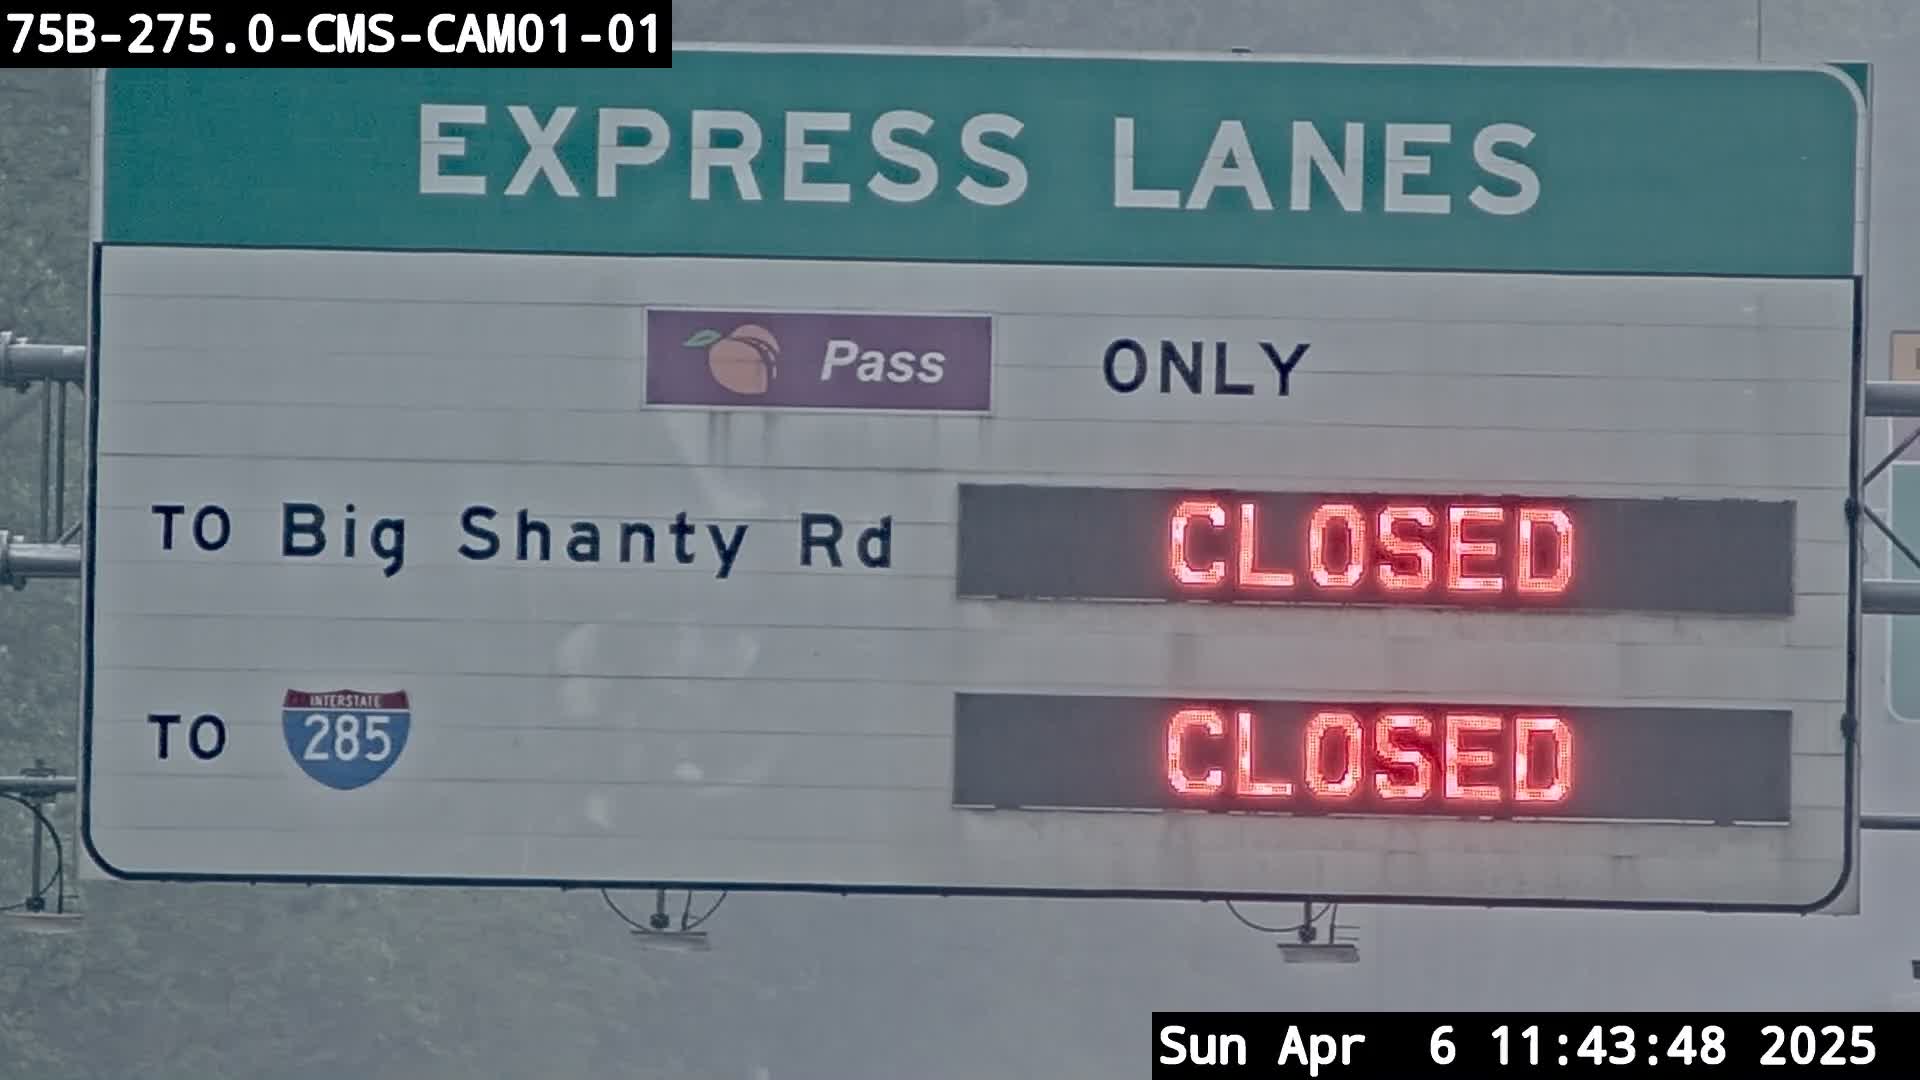 75B-275.0-CMS-CAM01-01
EXPRESS LANES
Pass ONLY
TO Big Shanty Rd CLOSED
TO INTERSTATE 285 CLOSED
Sun Apr 6 11:43:48 2025